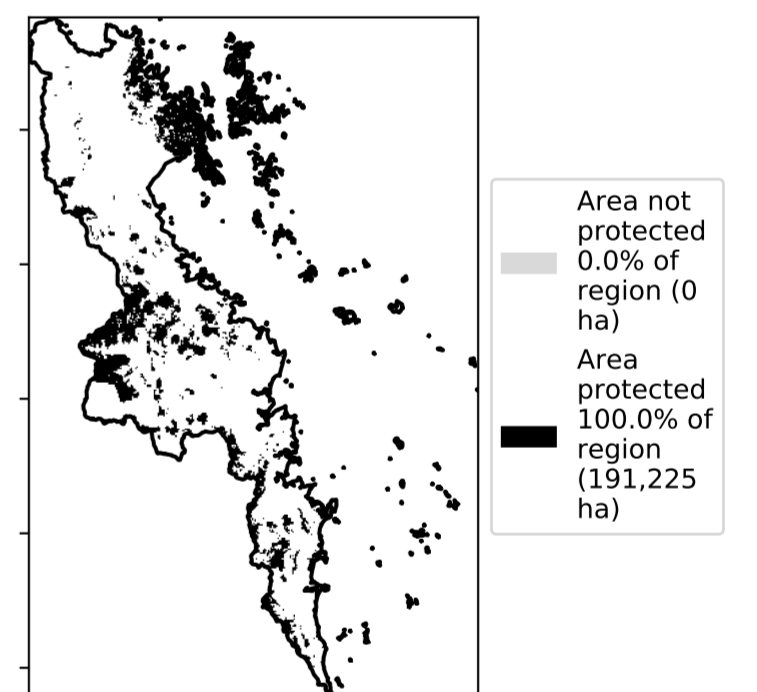 Area not
protected
0.0% of
region (0
ha)
Area
protected
100.0% of
region
(191,225
ha)